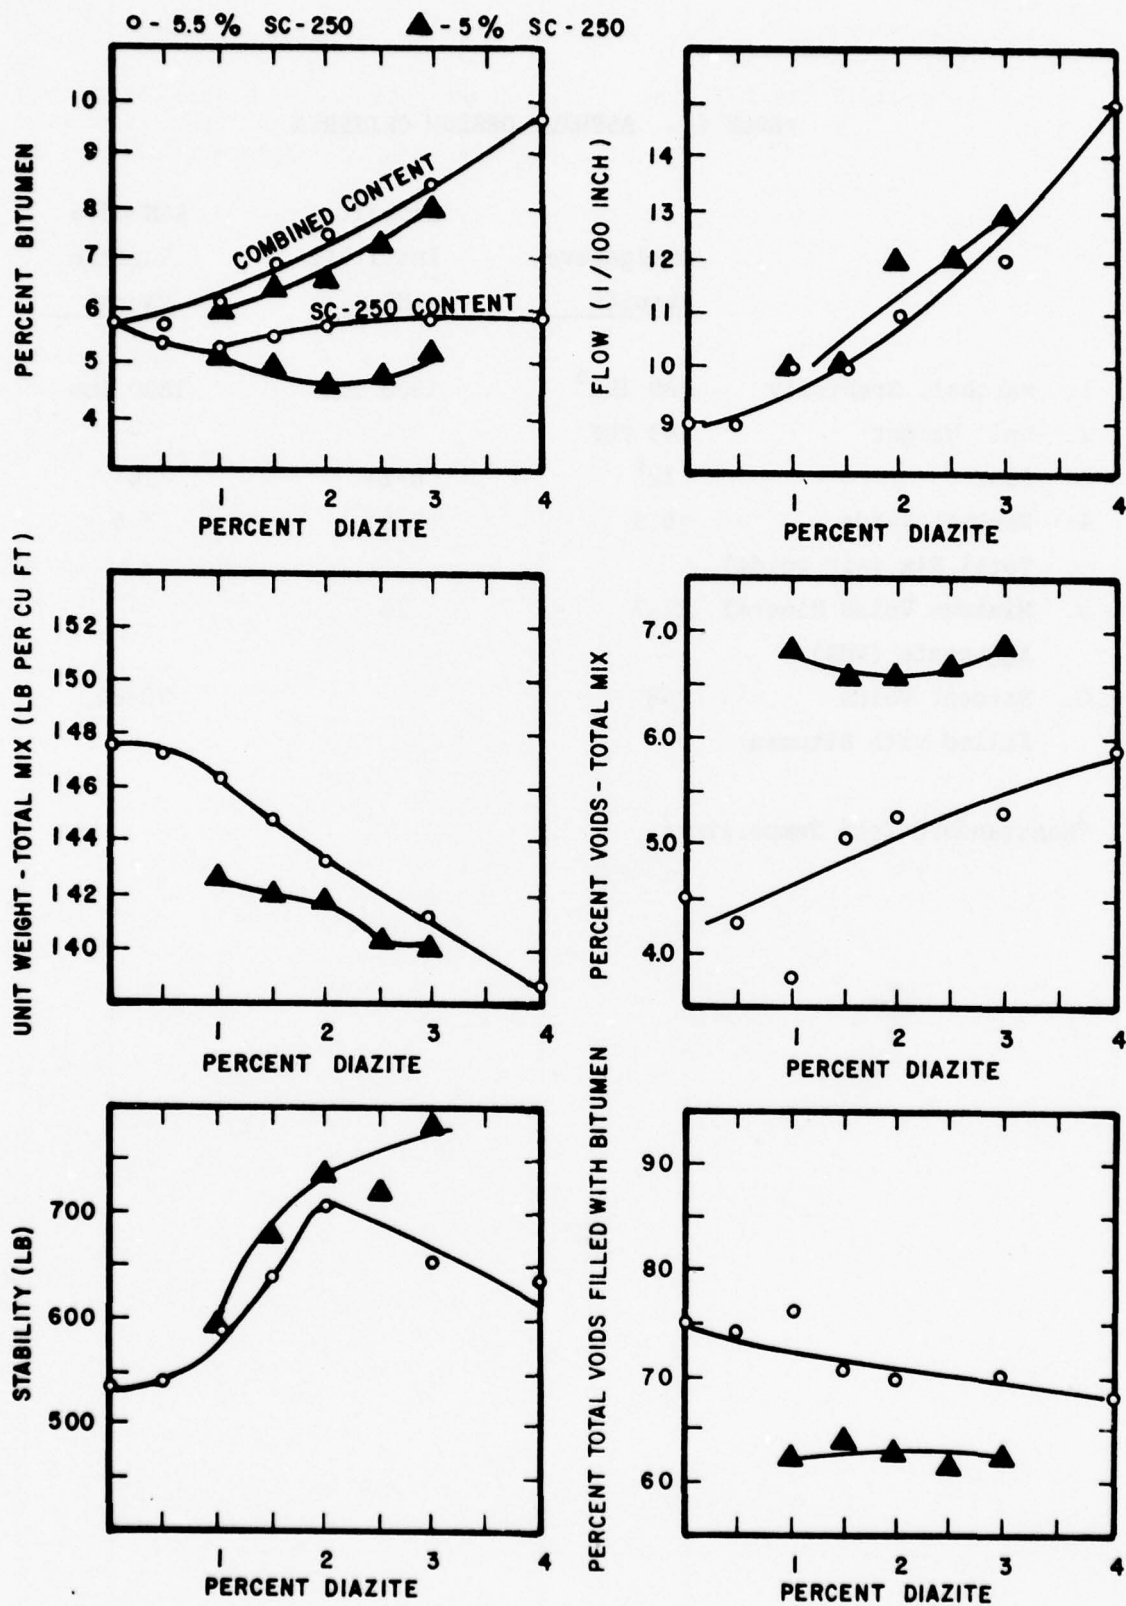 o - 5.5 % SC-250 ▲ - 5 % SC-250
PERCENT BITUMEN
10
9
8
7
6
5
4
COMBINED CONTENT
SC-250 CONTENT
1 2 3 4
PERCENT DIAZITE
FLOW (1/100 INCH)
14
13
12
11
10
9
1 2 3 4
PERCENT DIAZITE
UNIT WEIGHT - TOTAL MIX (LB PER CU FT)
152
150
148
146
144
142
140
1 2 3 4
PERCENT DIAZITE
PERCENT VOIDS - TOTAL MIX
7.0
6.0
5.0
4.0
1 2 3 4
PERCENT DIAZITE
STABILITY (LB)
700
600
500
1 2 3 4
PERCENT DIAZITE
PERCENT TOTAL VOIDS FILLED WITH BITUMEN
90
80
70
60
1 2 3 4
PERCENT DIAZITE